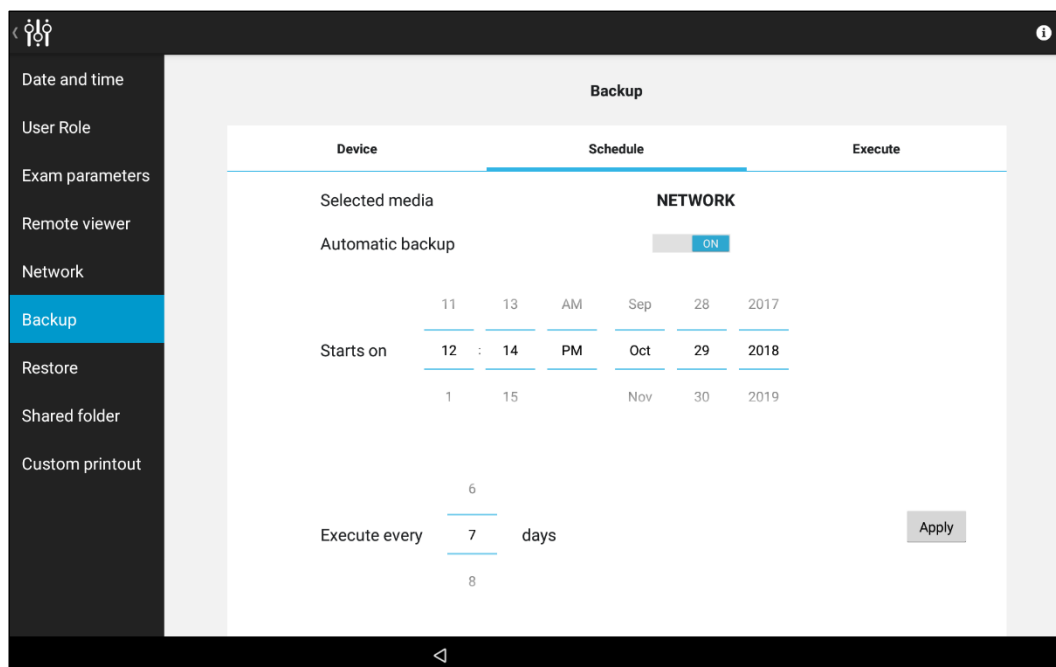 Date and time
User Role
Exam parameters
Remote viewer
Network
Backup
Restore
Shared folder
Custom printout
Backup
Device Schedule Execute
Selected media NETWORK
Automatic backup ON
11 13 AM Sep 28 2017
Starts on 12 : 14 PM Oct 29 2018
1 15 Nov 30 2019
6
Execute every 7 days
Apply
8